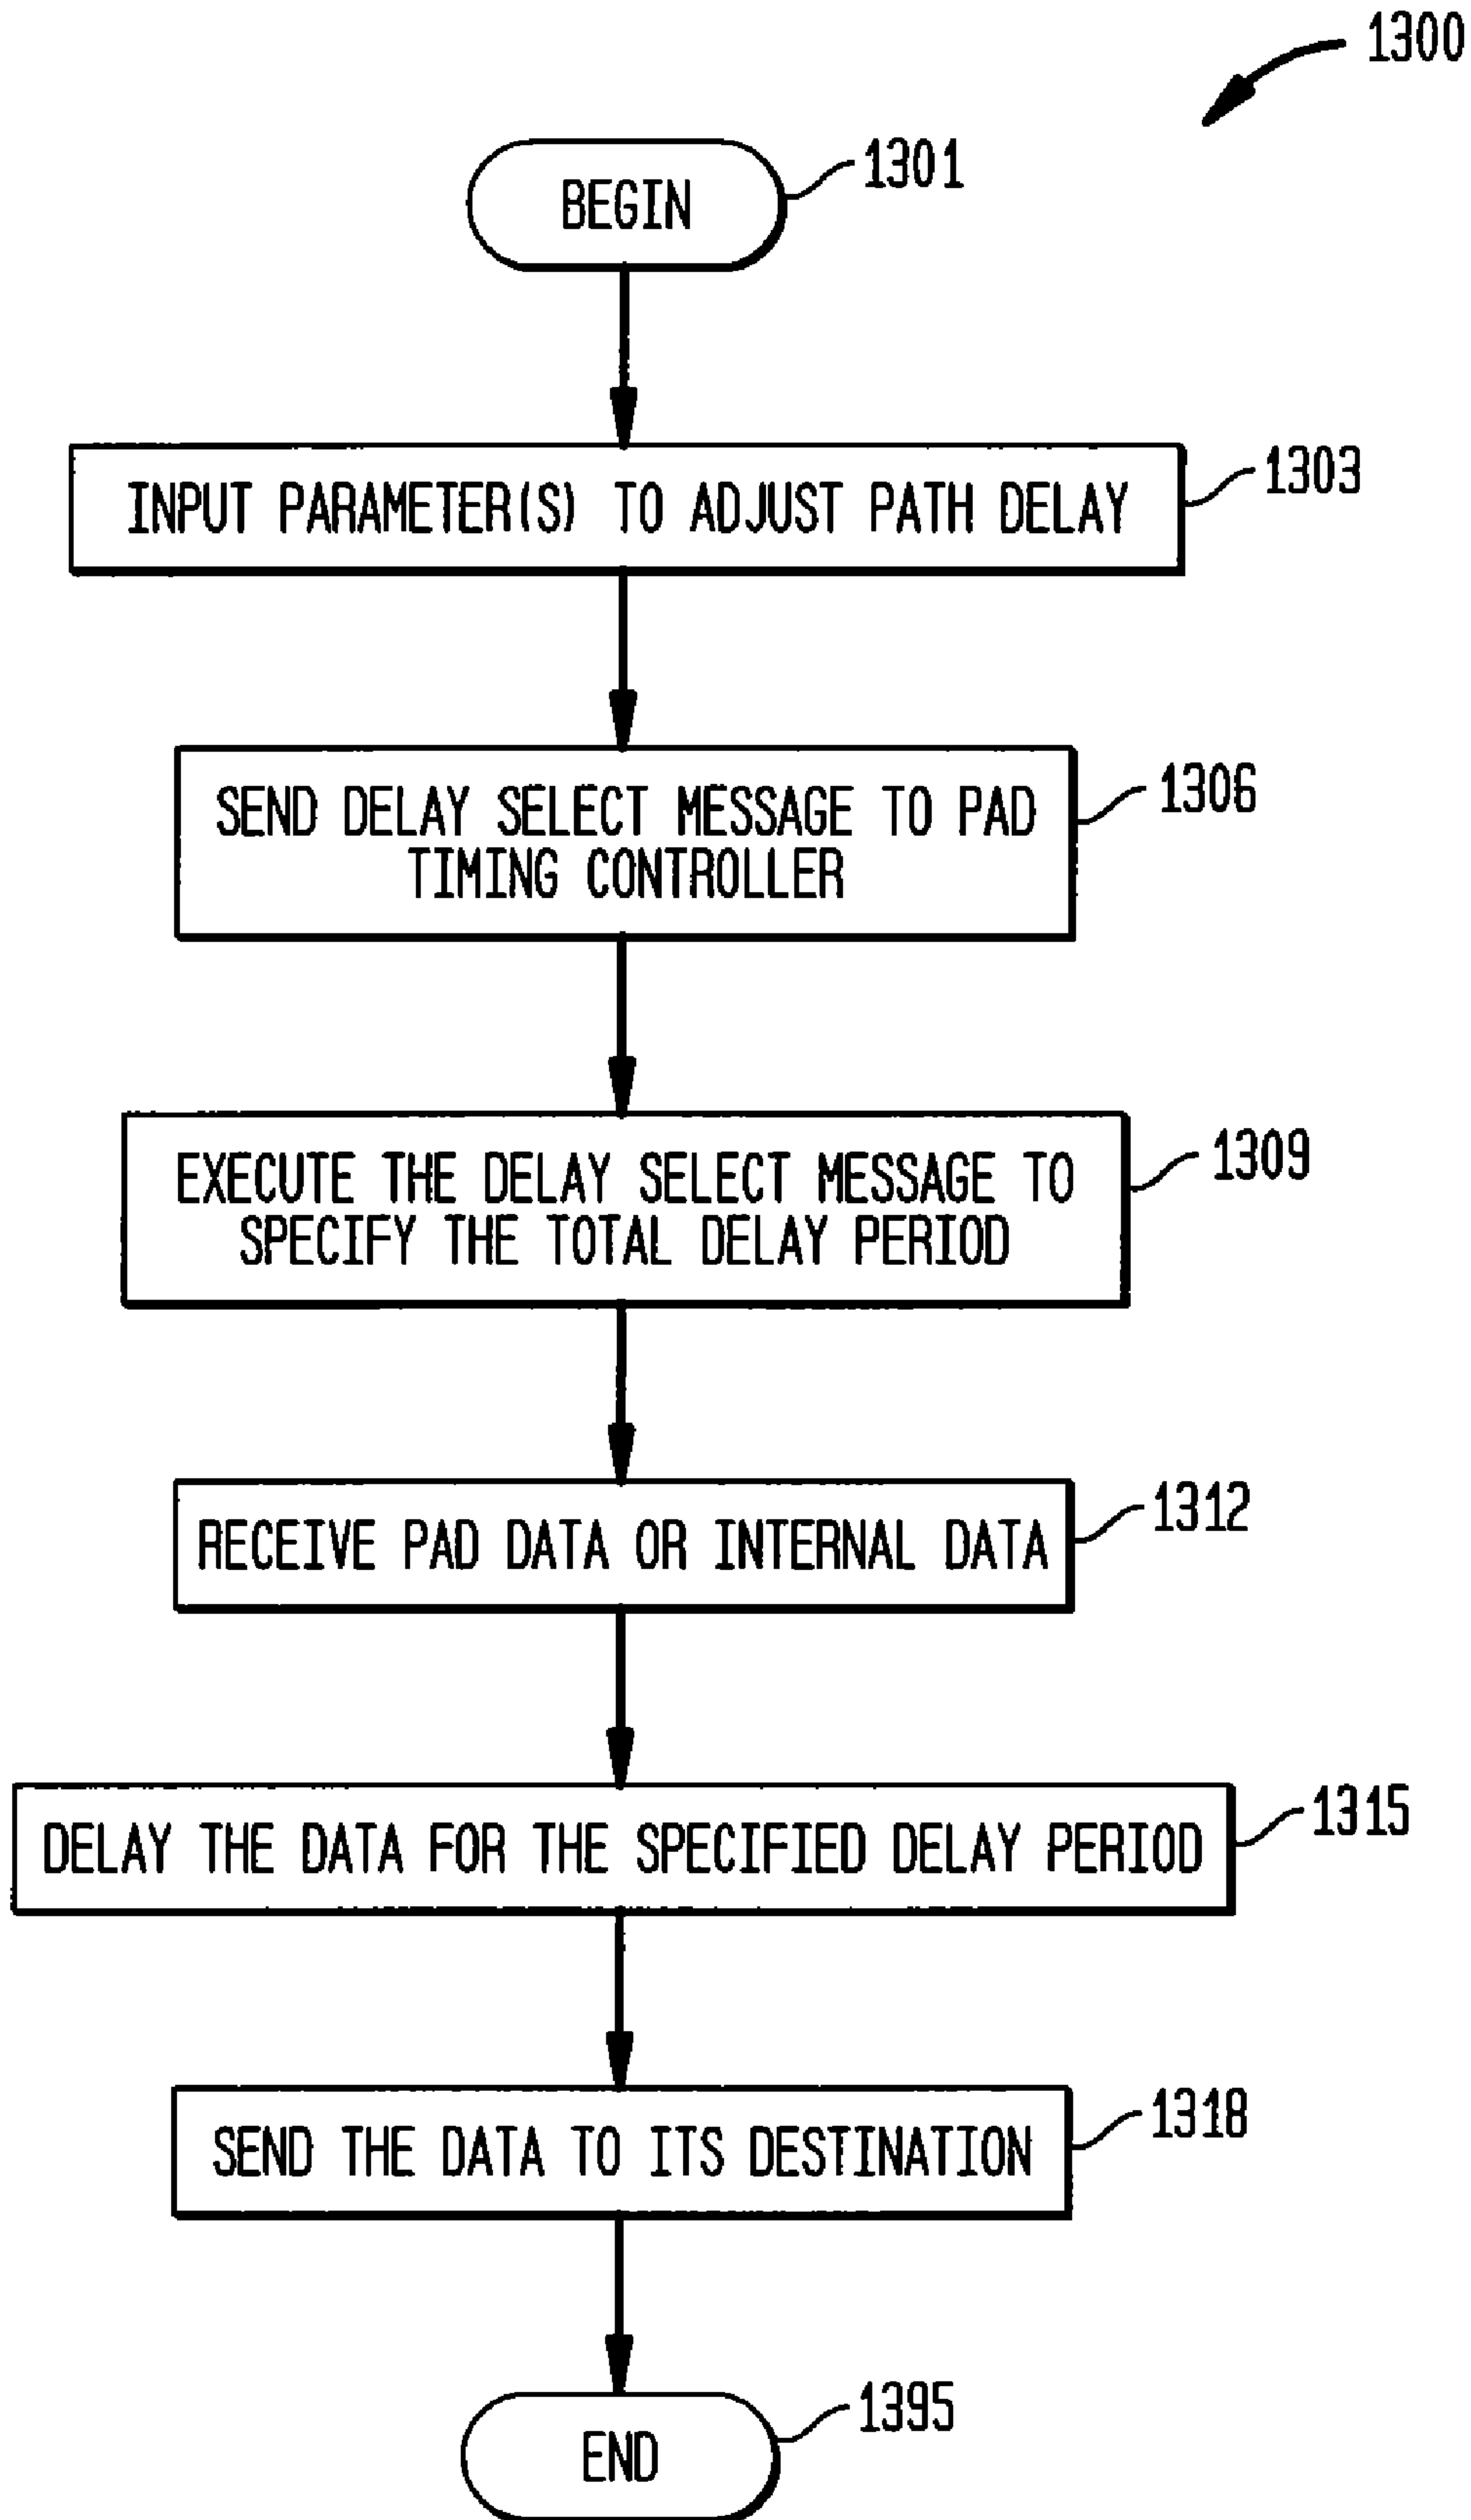 1300
BEGIN
1301
INPUT PARAMETER(S) TO ADJUST PATH DELAY
1303
SEND DELAY SELECT MESSAGE TO PAD
TIMING CONTROLLER
1306
EXECUTE THE DELAY SELECT MESSAGE TO
SPECIFY THE TOTAL DELAY PERIOD
1309
RECEIVE PAD DATA OR INTERNAL DATA
1312
DELAY THE DATA FOR THE SPECIFIED DELAY PERIOD
1315
SEND THE DATA TO ITS DESTINATION
1318
END
1395